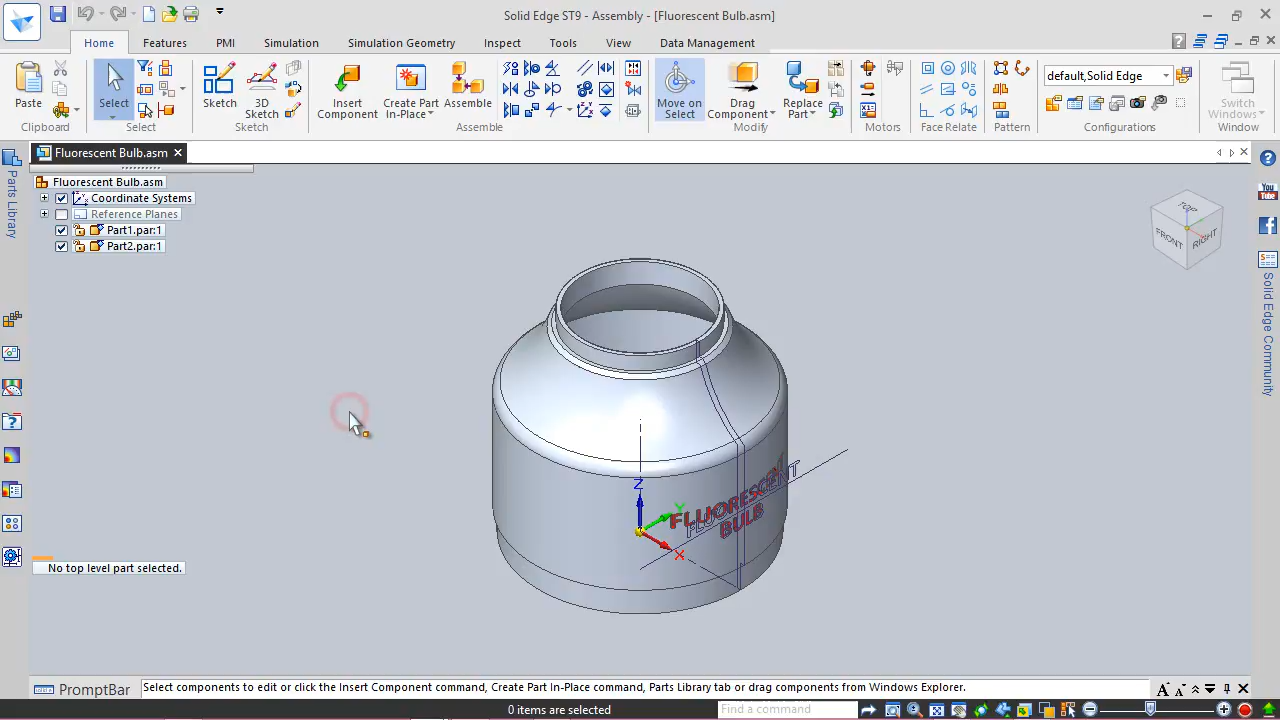 Solid Edge ST9 - Assembly - [Fluorescent Bulb.asm]
Home Features PMI Simulation Simulation Geometry Inspect Tools View Data Management
Paste
Clipboard
Select
Select
Sketch
3D Sketch
Sketch
Insert Component
Create Part In-Place
Assemble
Assemble
Move on Select
Drag Component
Replace Part
Modify
Motors
Face Relate
Pattern
default,Solid Edge
Configurations
Switch Windows
Window
Fluorescent Bulb.asm
Parts Library
Fluorescent Bulb.asm
Coordinate Systems
Reference Planes
Part1.par:1
Part2.par:1
TOP
FRONT
RIGHT
You Tube
Solid Edge Community
Z
Y
X
FLUORESCENT
BULB
FLUORESCENT
No top level part selected.
PromptBar
Select components to edit or click the Insert Component command, Create Part In-Place command, Parts Library tab or drag components from Windows Explorer.
0 items are selected
Find a command